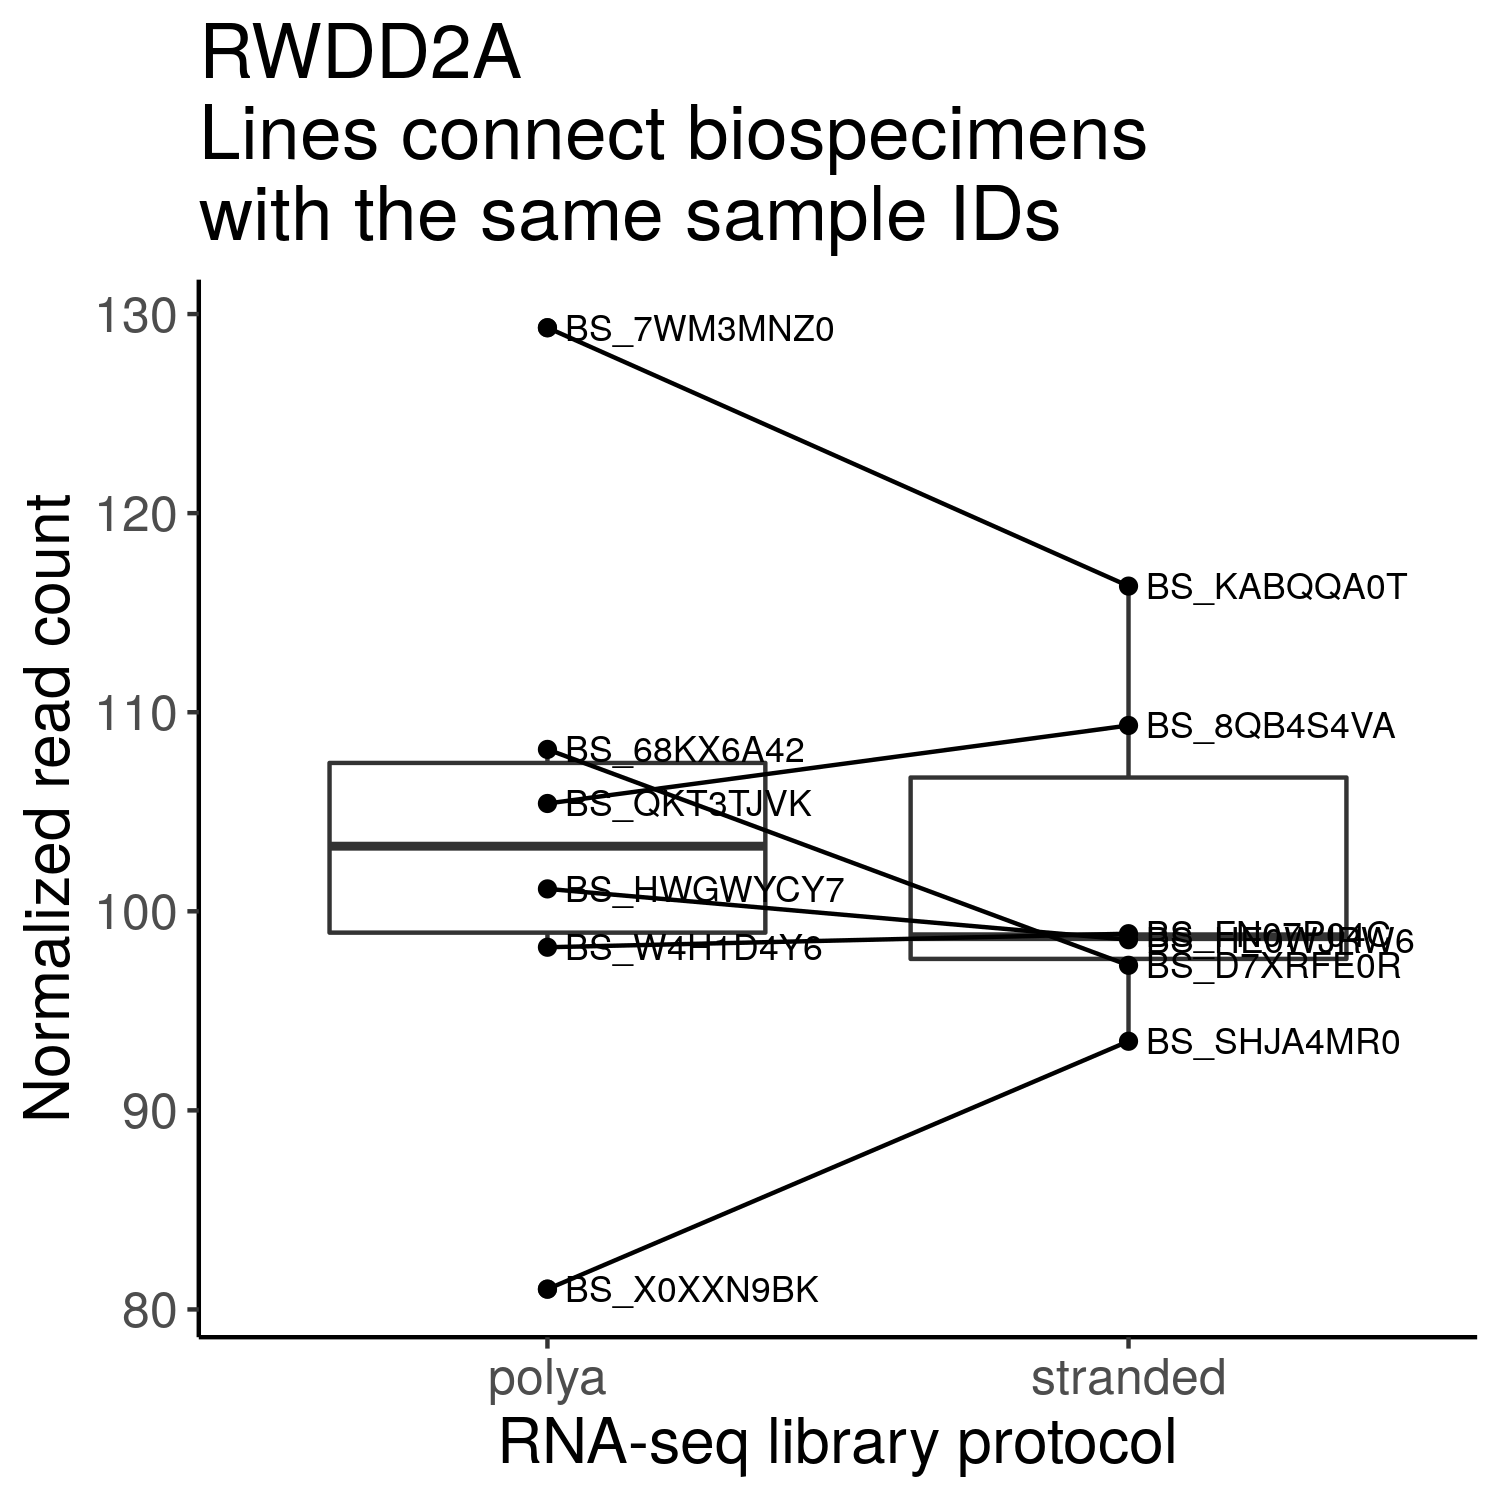 RWDD2A
Lines connect biospecimens
with the same sample IDs
Normalized read count
130
120
110
100
90
80
BS_7WM3MNZ0
BS_KABQQA0T
BS_8QB4S4VA
BS_68KX6A42
BS_QKT3TJVK
BS_HWGWYCY7
BS_W4H1D4Y6
BS_D7XRFE0R
BS_SHJA4MR0
BS_X0XXN9BK
polya
stranded
RNA-seq library protocol